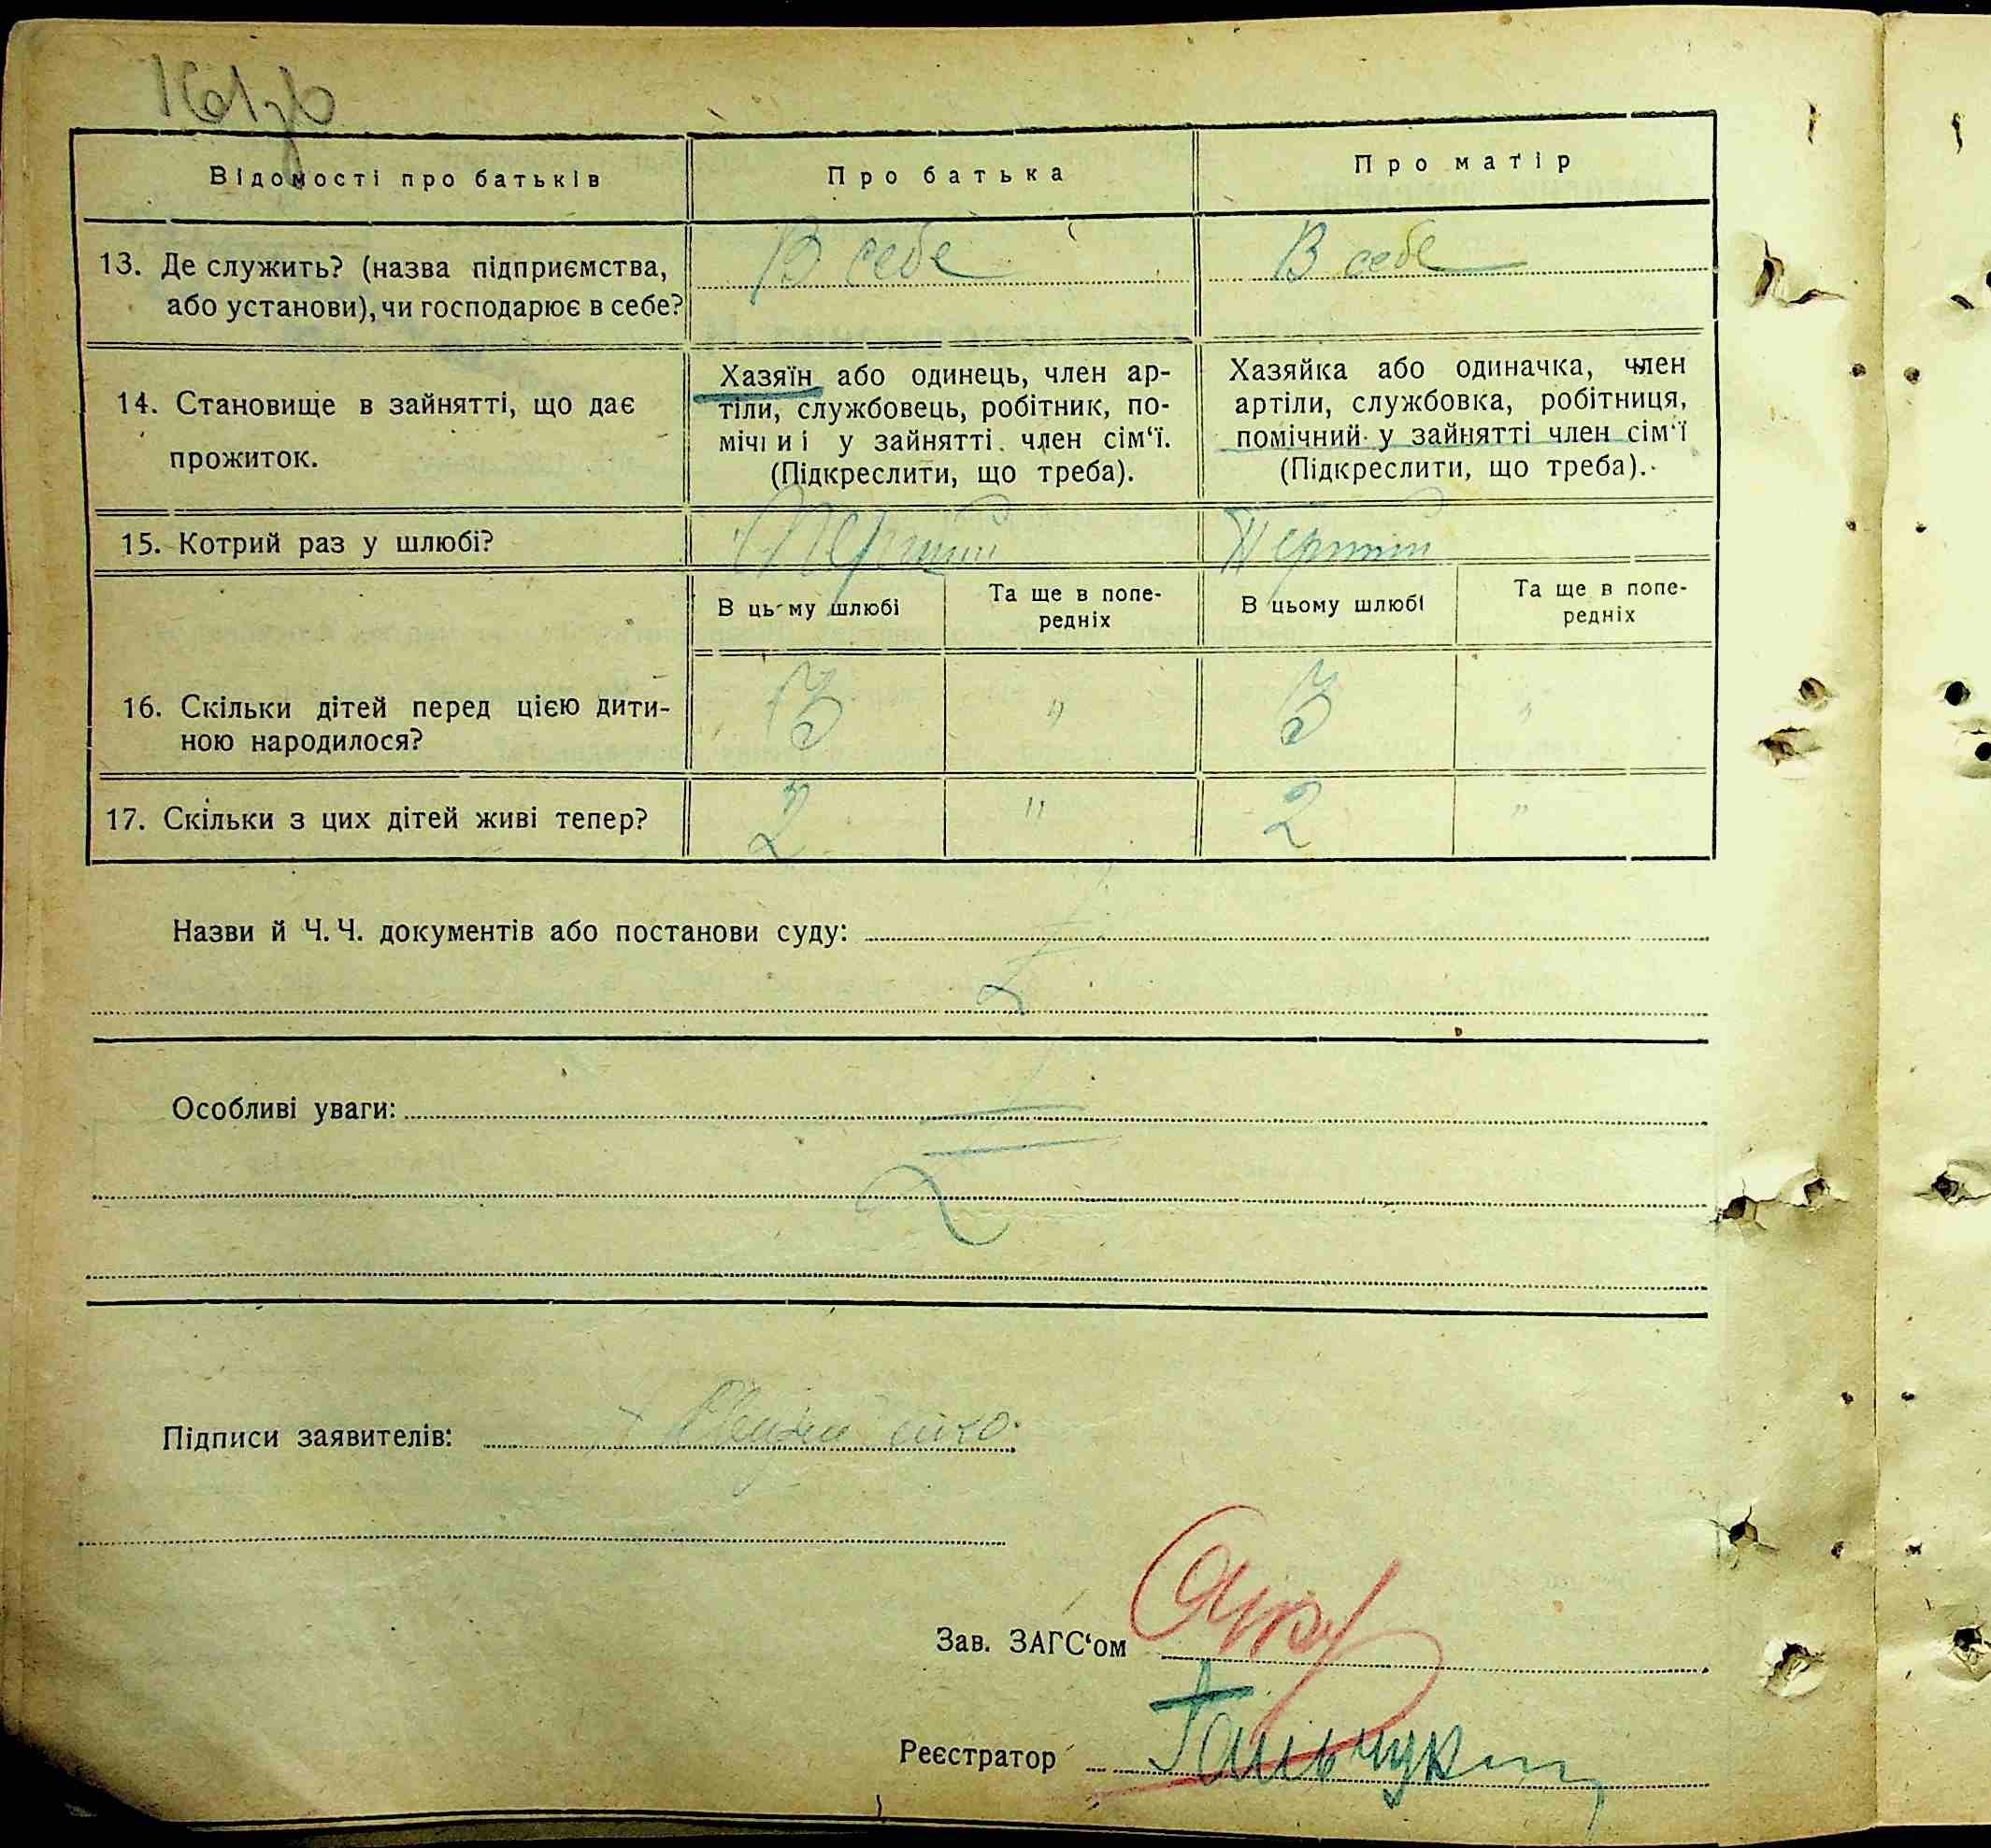 161зв
Відомості про батьків
Про батька
Про матір
13. Де служить? (назва підприємства,
або установи), чи господарює в себе?
В себе
В себе
14. Становище в зайнятті, що дає
прожиток.
Хазяїн або одинець, член ар-
тіли, службовець, робітник, по-
мічний у зайнятті член сім‘ї.
(Підкреслити, що треба).
Хазяйка або одиначка, член
артіли, службовка, робітниця,
помічний у зайнятті член сім‘ї
(Підкреслити, що треба).
15. Котрий раз у шлюбі?
Перший
Перший
В цьому шлюбі
Та ще в попе-
редніх
В цьому шлюбі
Та ще в попе-
редніх
16. Скільки дітей перед цією дити-
ною народилося?
3
"
3
"
17. Скільки з цих дітей живі тепер?
2
"
2
"
Назви й Ч. Ч. документів або постанови суду:
Особливі уваги:
Підписи заявителів:
Зав. ЗАГС‘ом
Реєстратор